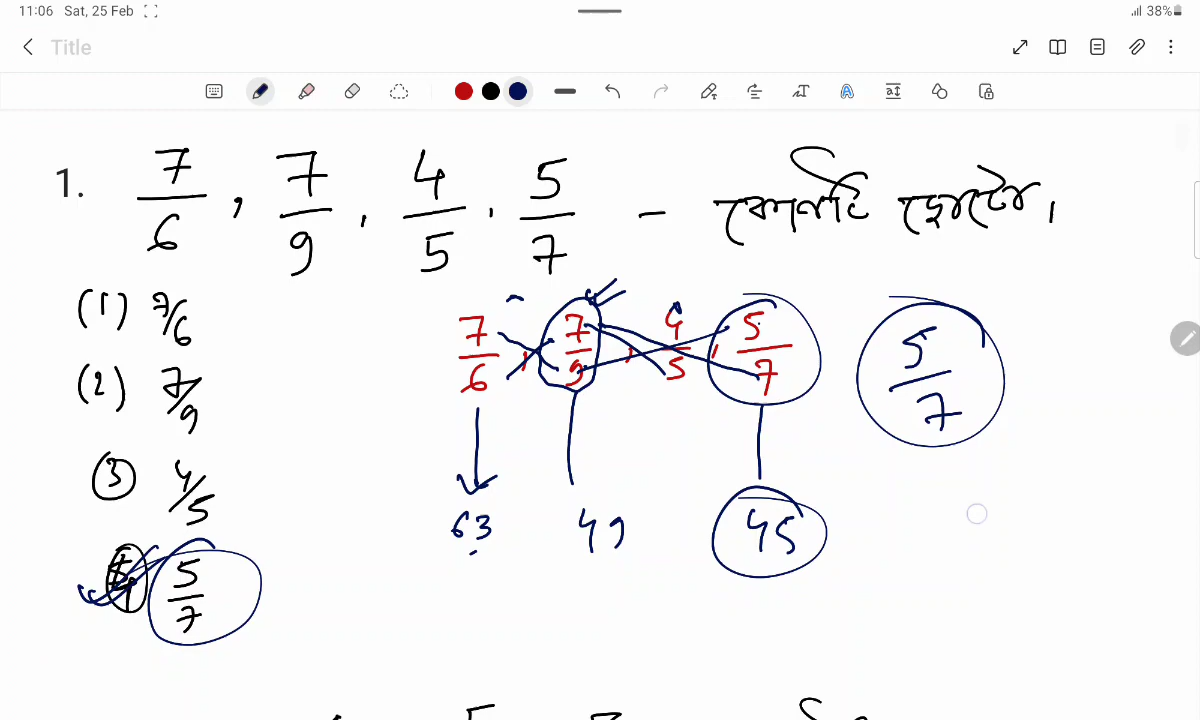 11:06 Sat, 25 Feb 38%
Title
1. 7/6, 7/9, 4/5, 5/7 - কোনটি ছোটো।
(1) 7/6
(2) 7/9
(3) 4/5
5/7
7/6, 7/9, 4/5, 5/7
5/7
63 49 45